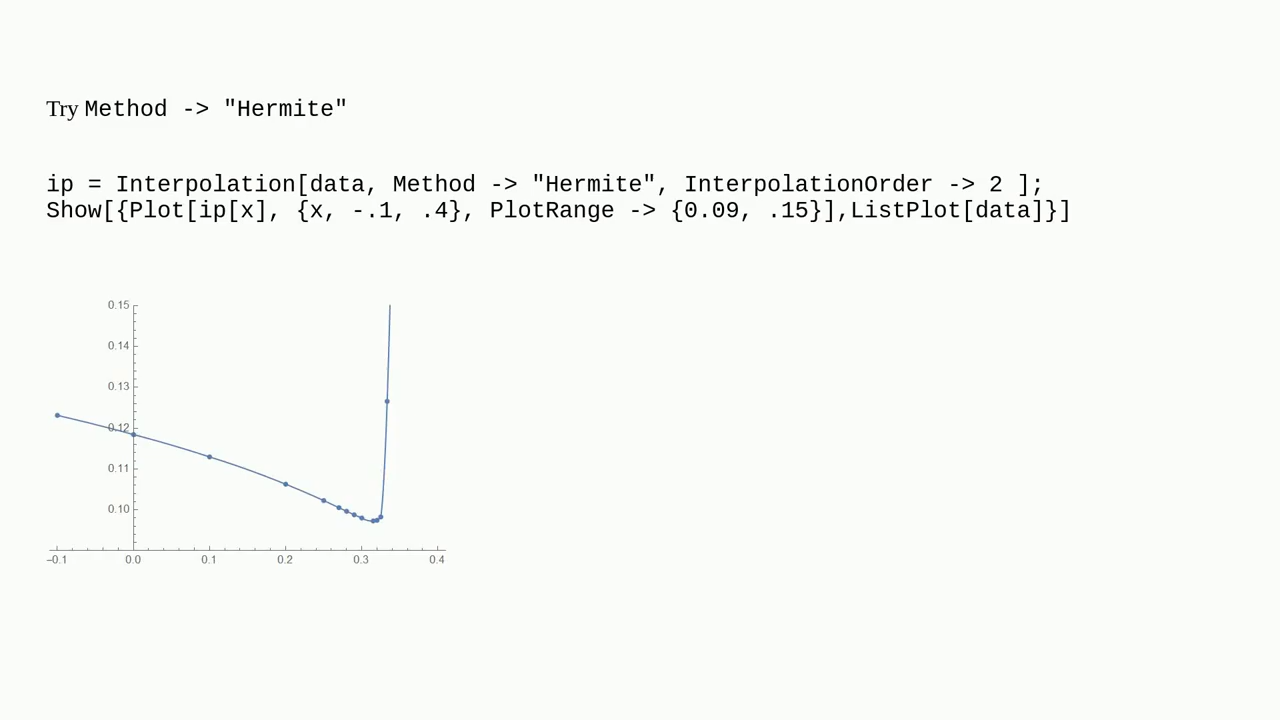 Try Method -> "Hermite"
ip = Interpolation[data, Method -> "Hermite", InterpolationOrder -> 2 ];
Show[{Plot[ip[x], {x, -.1, .4}, PlotRange -> {0.09, .15}],ListPlot[data]}]
0.15
0.14
0.13
0.12
0.11
0.10
−0.1 0.0 0.1 0.2 0.3 0.4